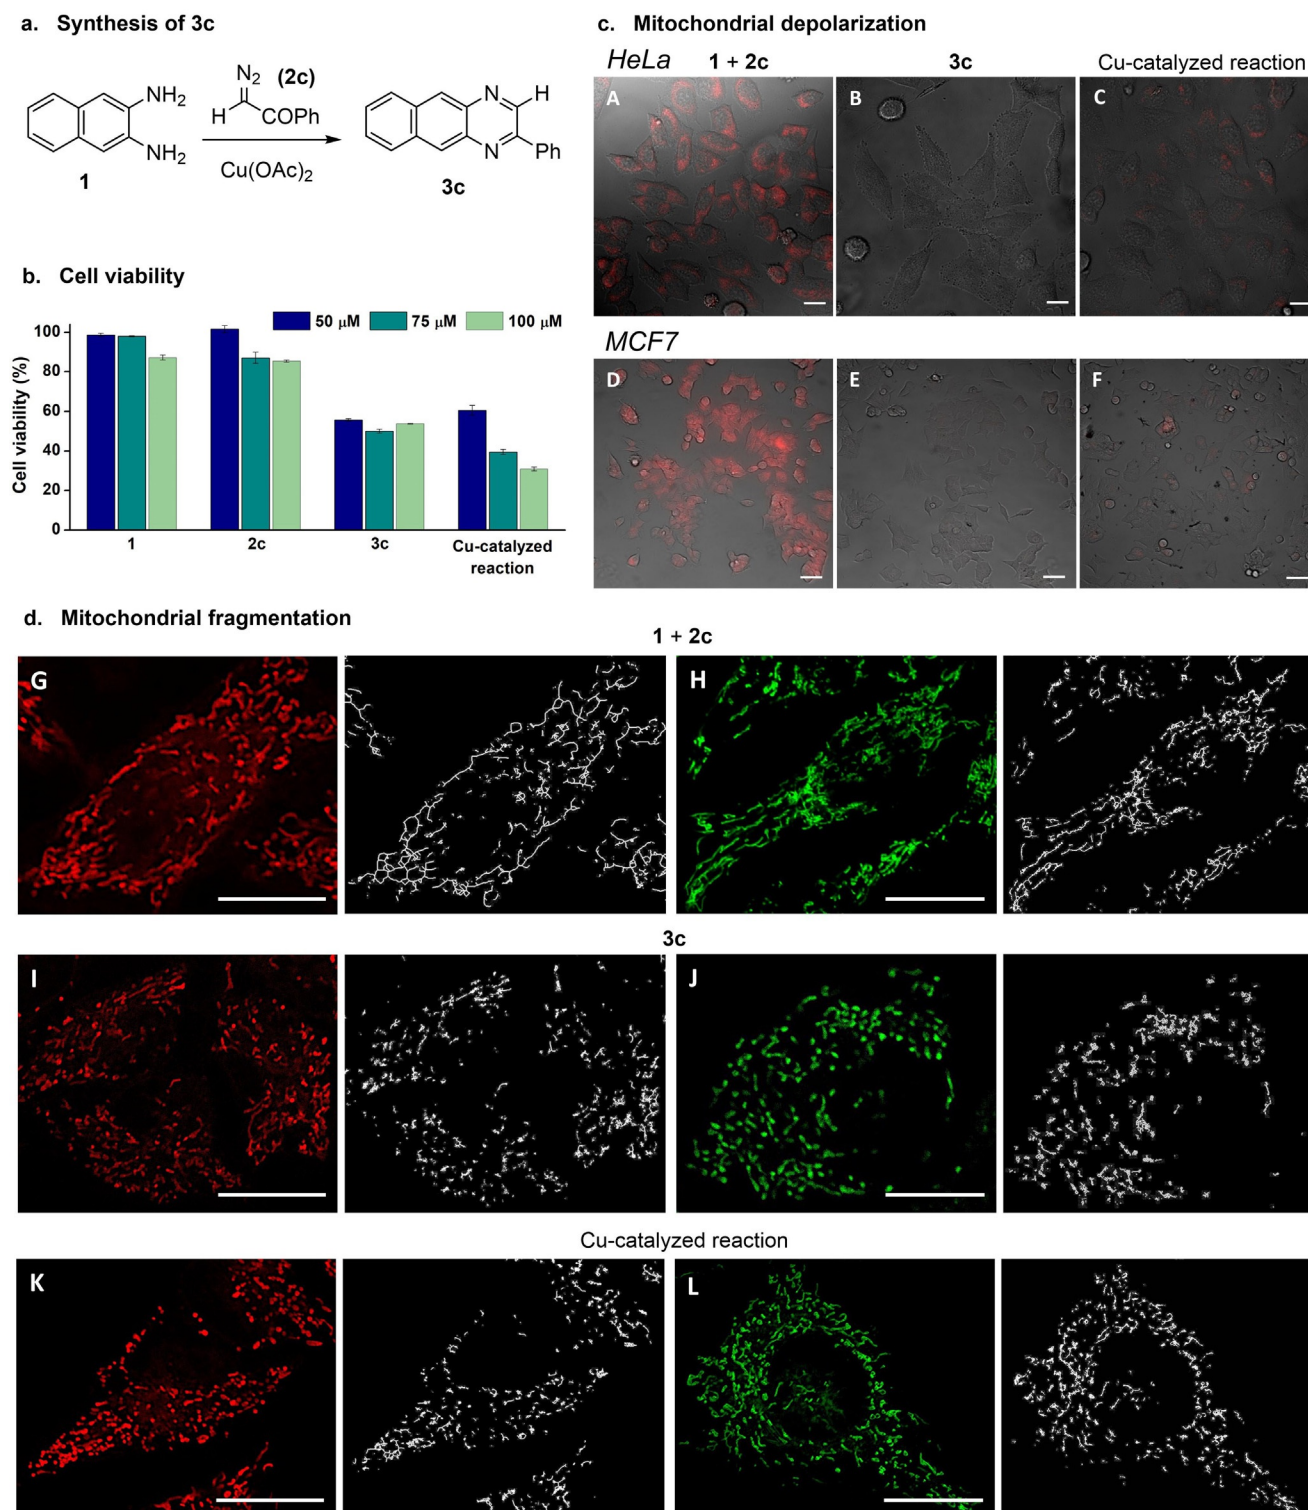 a. Synthesis of 3c
N2
(2c)
H
COPh
NH2
NH2
Cu(OAc)2
1
N
H
N
Ph
3c
b. Cell viability
50 μM
75 μM
100 μM
Cell viability (%)
100
80
60
40
20
0
1
2c
3c
Cu-catalyzed
reaction
c. Mitochondrial depolarization
HeLa
1 + 2c
3c
Cu-catalyzed reaction
A
B
C
MCF7
D
E
F
d. Mitochondrial fragmentation
1 + 2c
G
H
3c
I
J
Cu-catalyzed reaction
K
L